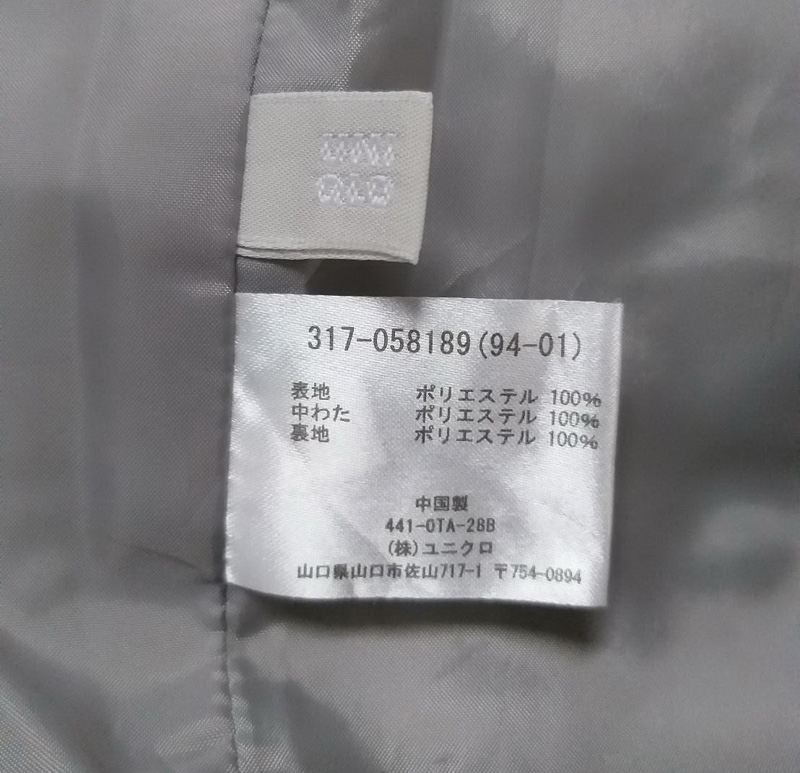 UNI
QLO
317-058189(94-01)
表地 ポリエステル 100%
中わた ポリエステル 100%
裏地 ポリエステル 100%
中国製
441-OTA-28B
(株)ユニクロ
山口県山口市佐山717-1 〒754-0894